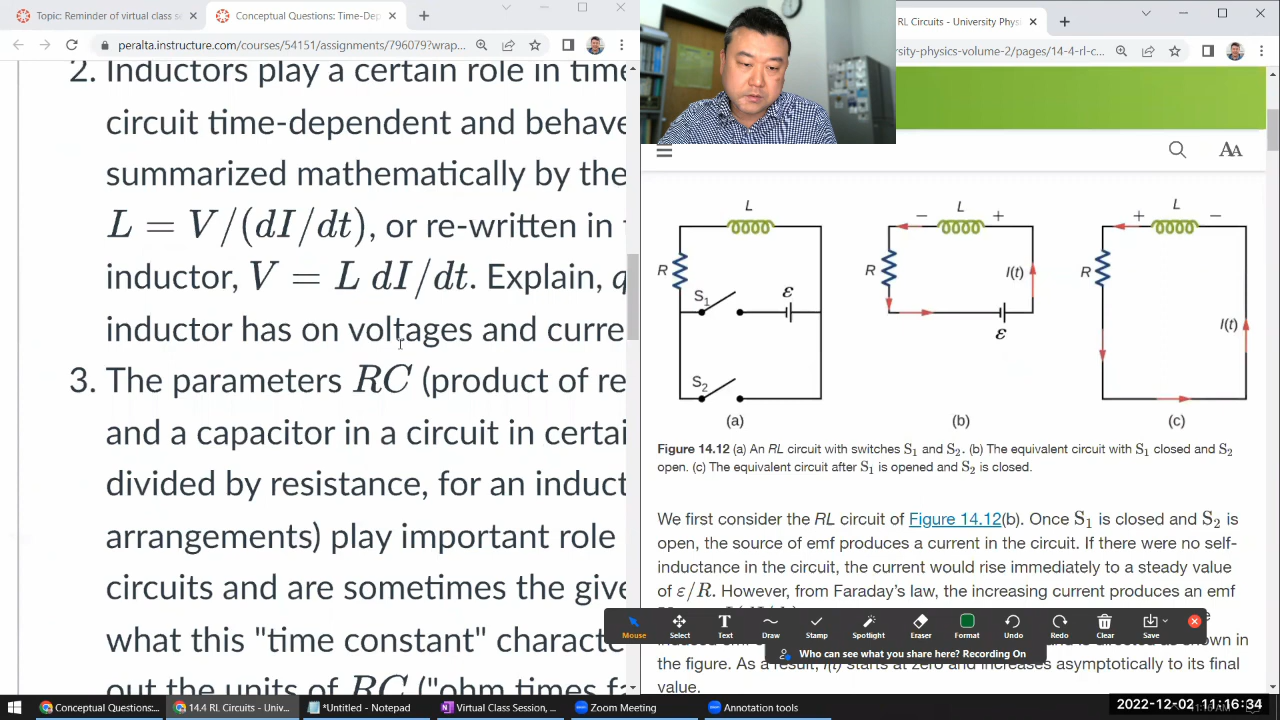 Topic: Reminder of virtual class s
Conceptual Questions: Time-Dep
RL Circuits - University Physi
peralta.instructure.com/courses/54151/assignments/796079?wrap...
rsity-physics-volume-2/pages/14-4-rl-c...
2. Inductors play a certain role in time
circuit time-dependent and behave
summarized mathematically by the
L = V/(dI/dt), or re-written in
inductor, V = L dI/dt. Explain, q
inductor has on voltages and curre
3. The parameters RC (product of re
and a capacitor in a circuit in certai
divided by resistance, for an induct
arrangements) play important role
circuits and are sometimes the give
what this "time constant" characte
out the units of RC ("ohm times fa
AA
L
R
S1
ε
S2
(a)
− L +
R
I(t)
ε
(b)
+ L −
R
I(t)
(c)
Figure 14.12 (a) An RL circuit with switches S1 and S2. (b) The equivalent circuit with S1 closed and S2
open. (c) The equivalent circuit after S1 is opened and S2 is closed.
We first consider the RL circuit of Figure 14.12(b). Once S1 is closed and S2 is
open, the source of emf produces a current in the circuit. If there were no self-
inductance in the circuit, the current would rise immediately to a steady value
of ε/R. However, from Faraday's law, the increasing current produces an emf
Mouse Select Text Draw Stamp Spotlight Eraser Format Undo Redo Clear Save
Who can see what you share here? Recording On
the figure. As a result, I(t) starts at zero and increases asymptotically to its final
value.
Conceptual Questions:...
14.4 RL Circuits - Univ...
*Untitled - Notepad
Virtual Class Session, ...
Zoom Meeting
Annotation tools
2022-12-02 11:16:34